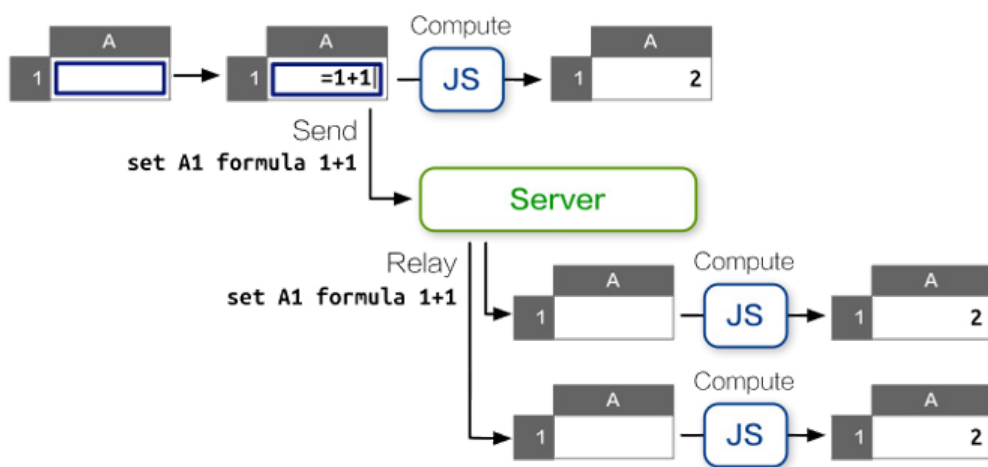 Compute
A
A
A
1
1
=1+1
JS
1
2
Send
set A1 formula 1+1
Server
Relay
set A1 formula 1+1
Compute
A
A
1
JS
1
2
Compute
A
A
1
JS
1
2